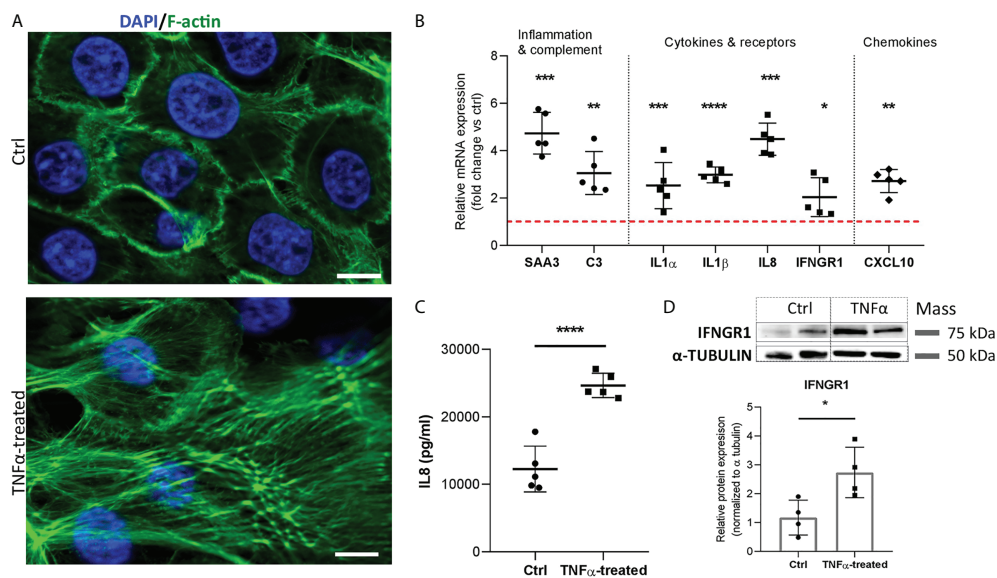 A
DAPI/F-actin
Ctrl
TNFα-treated
B
Inflammation
& complement
Cytokines & receptors
Chemokines
Relative mRNA expression
(fold change vs ctrl)
8
6
4
2
0
***
**
***
****
***
*
**
SAA3
C3
IL1α
IL1β
IL8
IFNGR1
CXCL10
C
****
IL8 (pg/ml)
30000
20000
10000
0
Ctrl
TNFα-treated
D
Ctrl
TNFα
Mass
IFNGR1
75 kDa
α-TUBULIN
50 kDa
IFNGR1
*
Relative protein expresison
(normalized to α tubulin)
5
4
3
2
1
0
Ctrl
TNFα-treated